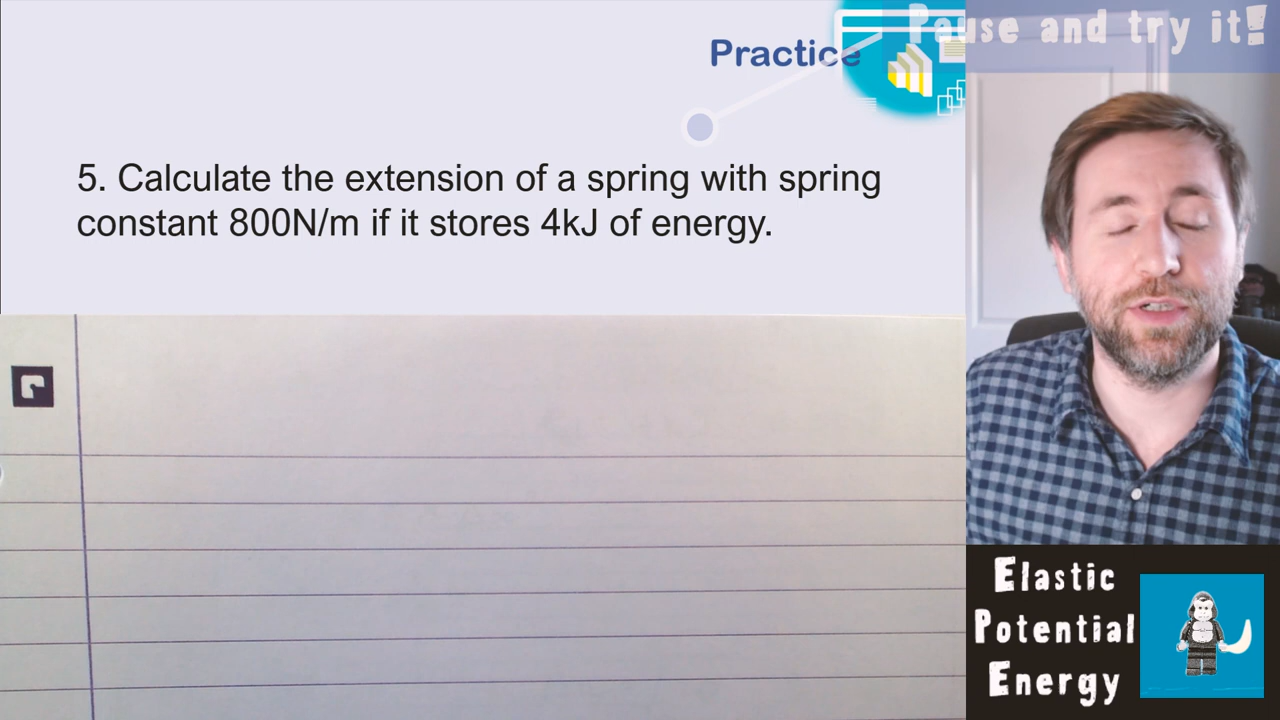 Pause and try it!
Practice
5. Calculate the extension of a spring with spring
constant 800N/m if it stores 4kJ of energy.
Elastic
Potential
Energy